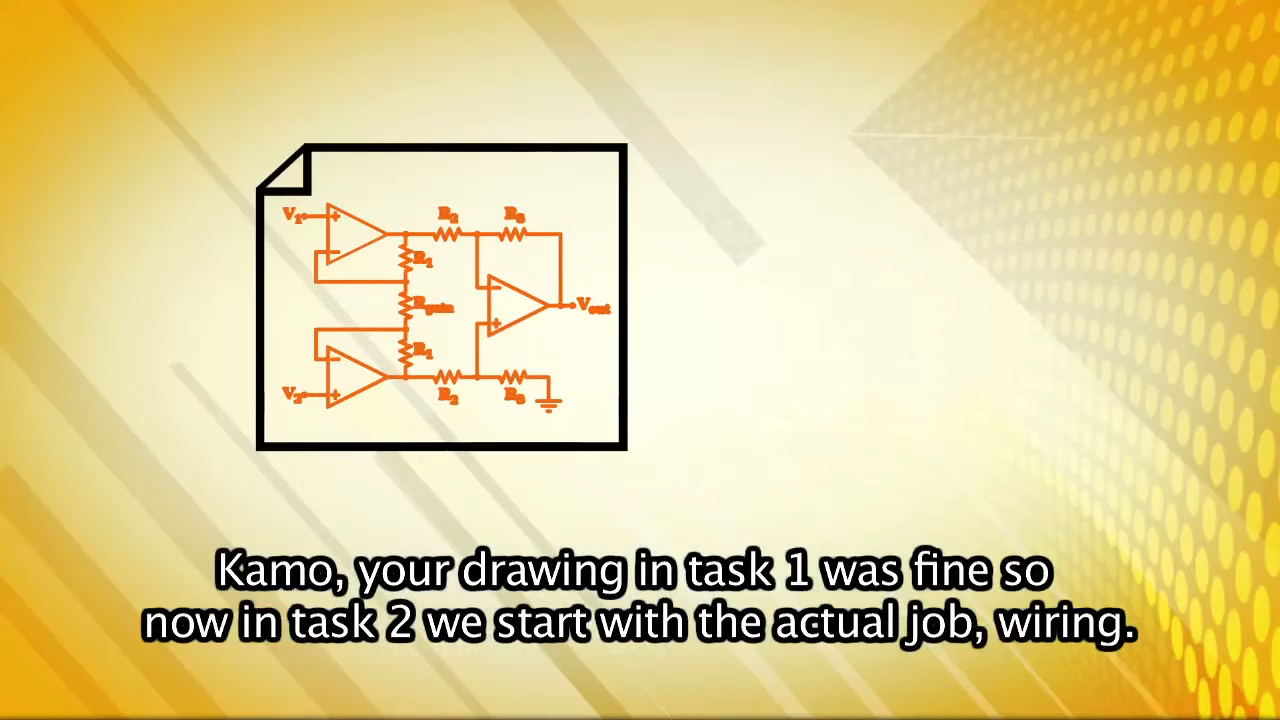 V1
R2
R3
R1
Rgain
Vout
R1
V2
R2
R3
Kamo, your drawing in task 1 was fine so
now in task 2 we start with the actual job, wiring.